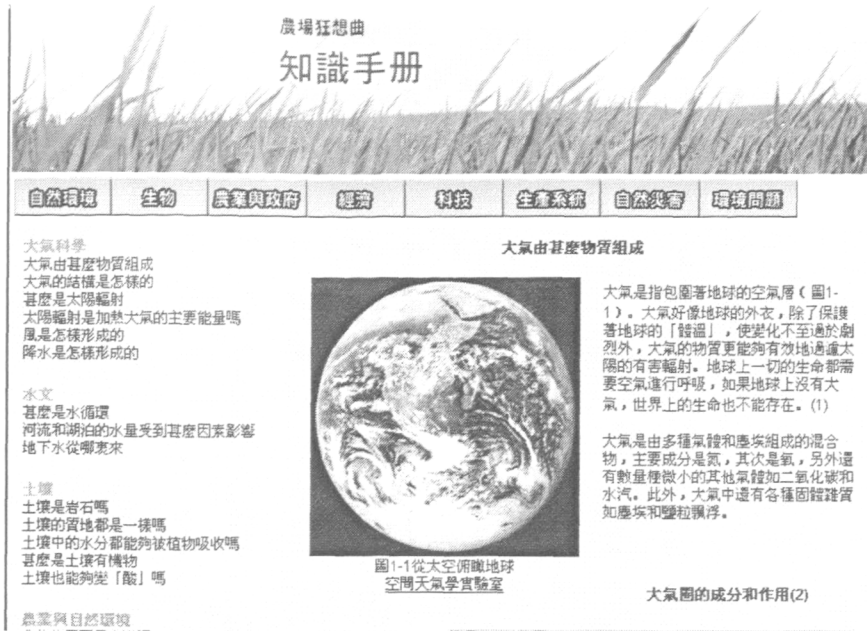 農場狂想曲
知識手册
自然環境 生物 農業與政府 經濟 科技 生產系統 自然災害 環境問題
大氣科學
大氣由甚麼物質組成
大氣的結構是怎樣的
甚麼是太陽輻射
太陽輻射是加熱大氣的主要能量嗎
風是怎樣形成的
降水是怎樣形成的
水文
甚麼是水循環
河流和湖泊的水量受到甚麼因素影響
地下水從哪裏來
土壤
土壤是岩石嗎
土壤的質地都是一樣嗎
土壤中的水分都能夠被植物吸收嗎
甚麼是土壤有機物
土壤也能夠變「酸」嗎
農業與自然環境
大氣由甚麼物質組成
圖1-1從太空俯瞰地球
空間天氣學實驗室
大氣是指包圍著地球的空氣層(圖1-
1)。大氣好像地球的外衣,除了保護
著地球的「體溫」,使變化不至過於劇
烈外,大氣的物質更能夠有效地過濾太
陽的有害輻射。地球上一切的生命都需
要空氣進行呼吸,如果地球上沒有大
氣,世界上的生命也不能存在。(1)
大氣是由多種氣體和塵埃組成的混合
物,主要成分是氮,其次是氧,另外還
有數量極微小的其他氣體如二氧化碳和
水汽。此外,大氣中還有各種固體雜質
如塵埃和鹽粒飄浮。
大氣圈的成分和作用(2)